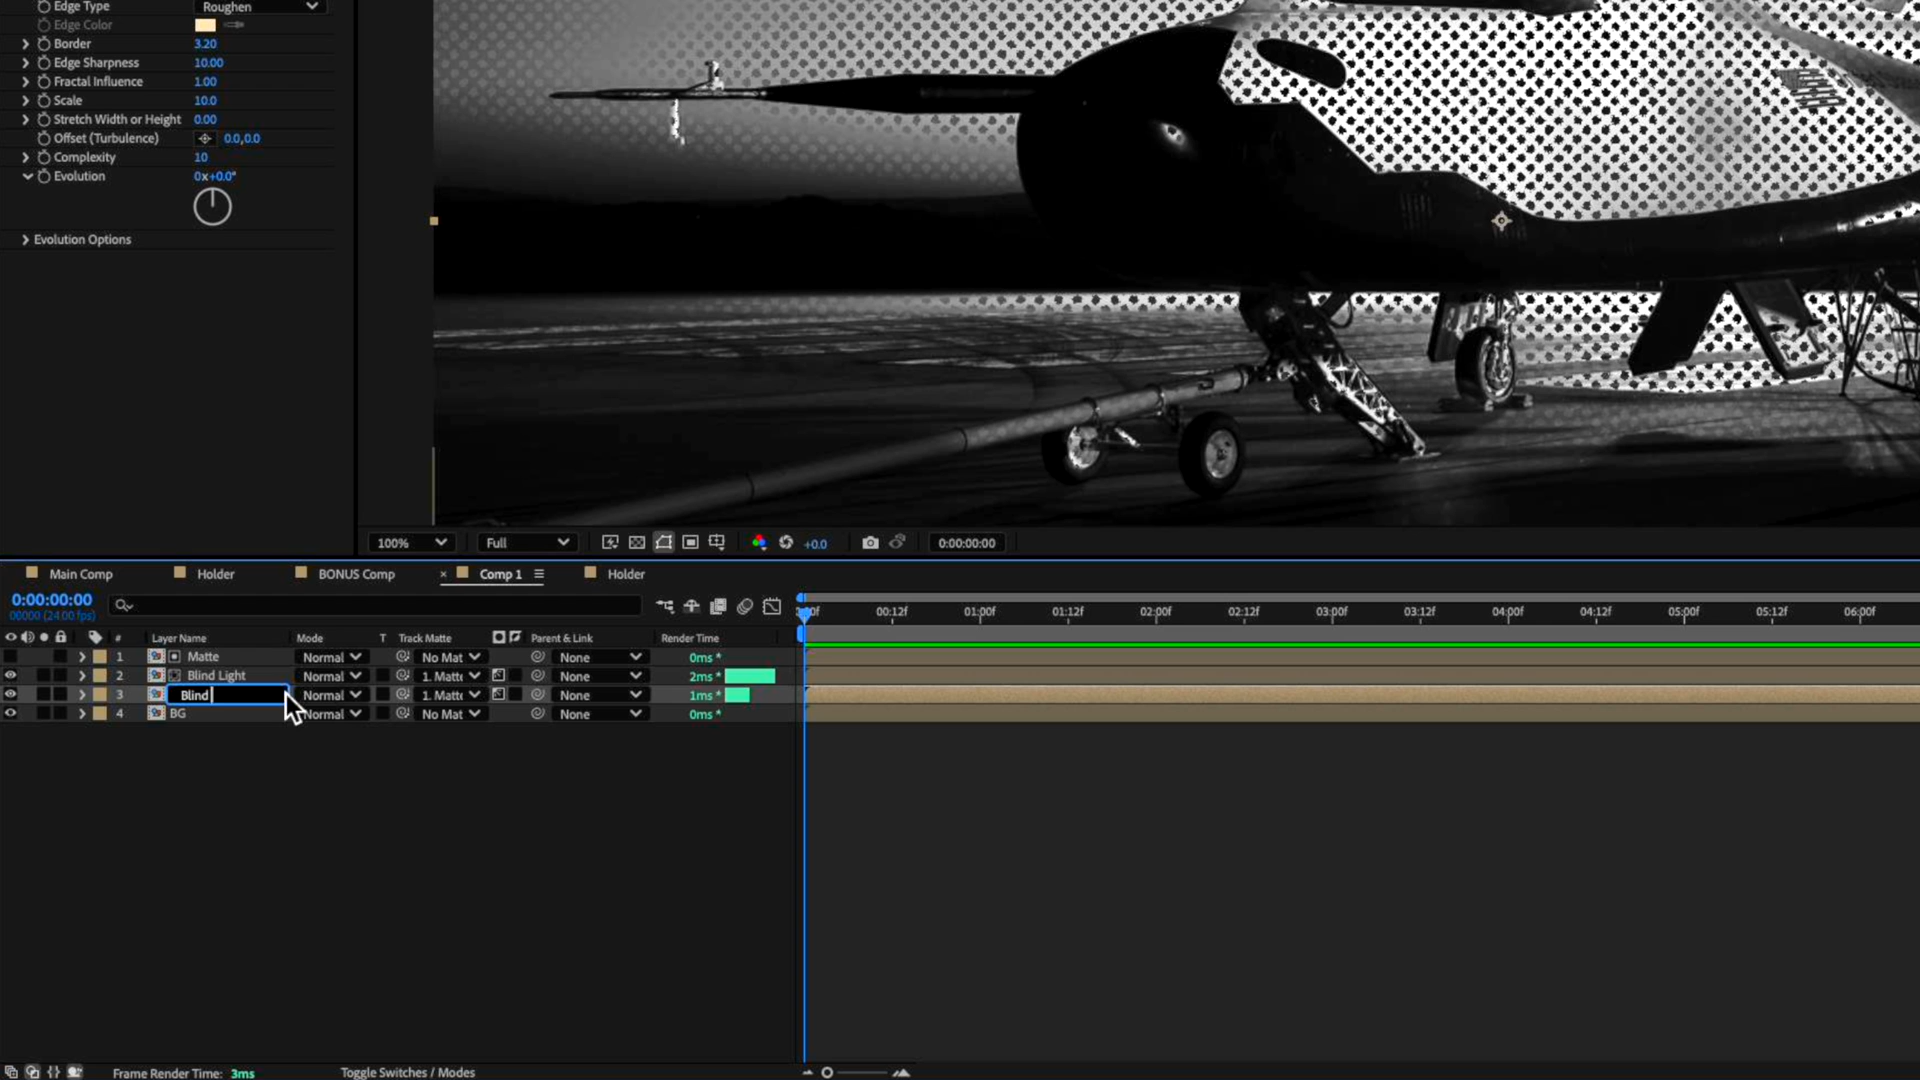 Edge Type Roughen
Edge Color
Border 3.20
Edge Sharpness 10.00
Fractal Influence 1.00
Scale 10.0
Stretch Width or Height 0.00
Offset (Turbulence) 0.0,0.0
Complexity 10
Evolution 0x+0.0°
Evolution Options
100% Full +0.0 0:00:00:00
Main Comp Holder BONUS Comp × Comp 1 Holder
0:00:00:00
00000 (24.00 fps)
00:12f 01:00f 01:12f 02:00f 02:12f 03:00f 03:12f 04:00f 04:12f 05:00f 05:12f 06:00f
# Layer Name Mode T Track Matte Parent & Link Render Time
1 Matte Normal No Mat None 0ms *
2 Blind Light Normal 1. Matt None 2ms *
3 Blind Normal 1. Matt None 1ms *
4 BG Normal No Mat None 0ms *
Frame Render Time: 3ms Toggle Switches / Modes